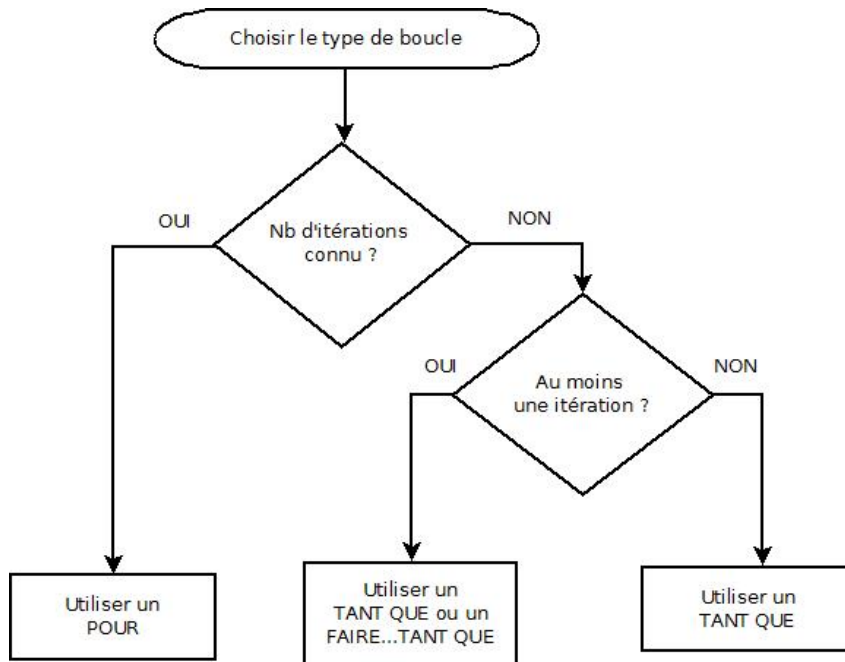 Choisir le type de boucle
OUI
NON
Nb d'itérations
connu ?
OUI
NON
Au moins
une itération ?
Utiliser un
POUR
Utiliser un
TANT QUE ou un
FAIRE...TANT QUE
Utiliser un
TANT QUE